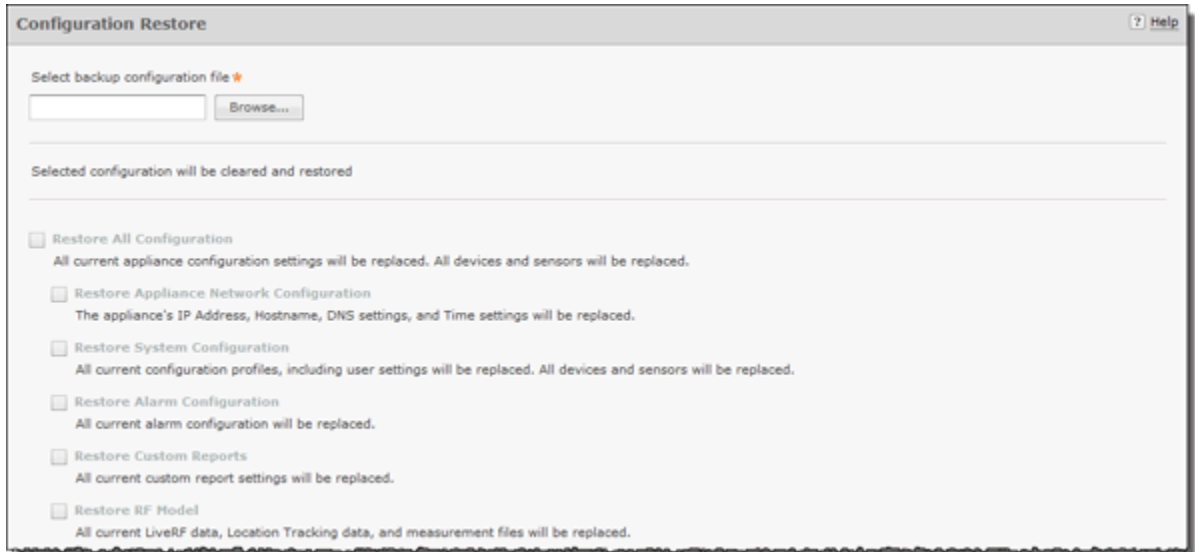 Configuration Restore
? Help
Select backup configuration file *
Browse...
Selected configuration will be cleared and restored
Restore All Configuration
All current appliance configuration settings will be replaced. All devices and sensors will be replaced.
Restore Appliance Network Configuration
The appliance's IP Address, Hostname, DNS settings, and Time settings will be replaced.
Restore System Configuration
All current configuration profiles, including user settings will be replaced. All devices and sensors will be replaced.
Restore Alarm Configuration
All current alarm configuration will be replaced.
Restore Custom Reports
All current custom report settings will be replaced.
Restore RF Model
All current LiveRF data, Location Tracking data, and measurement files will be replaced.